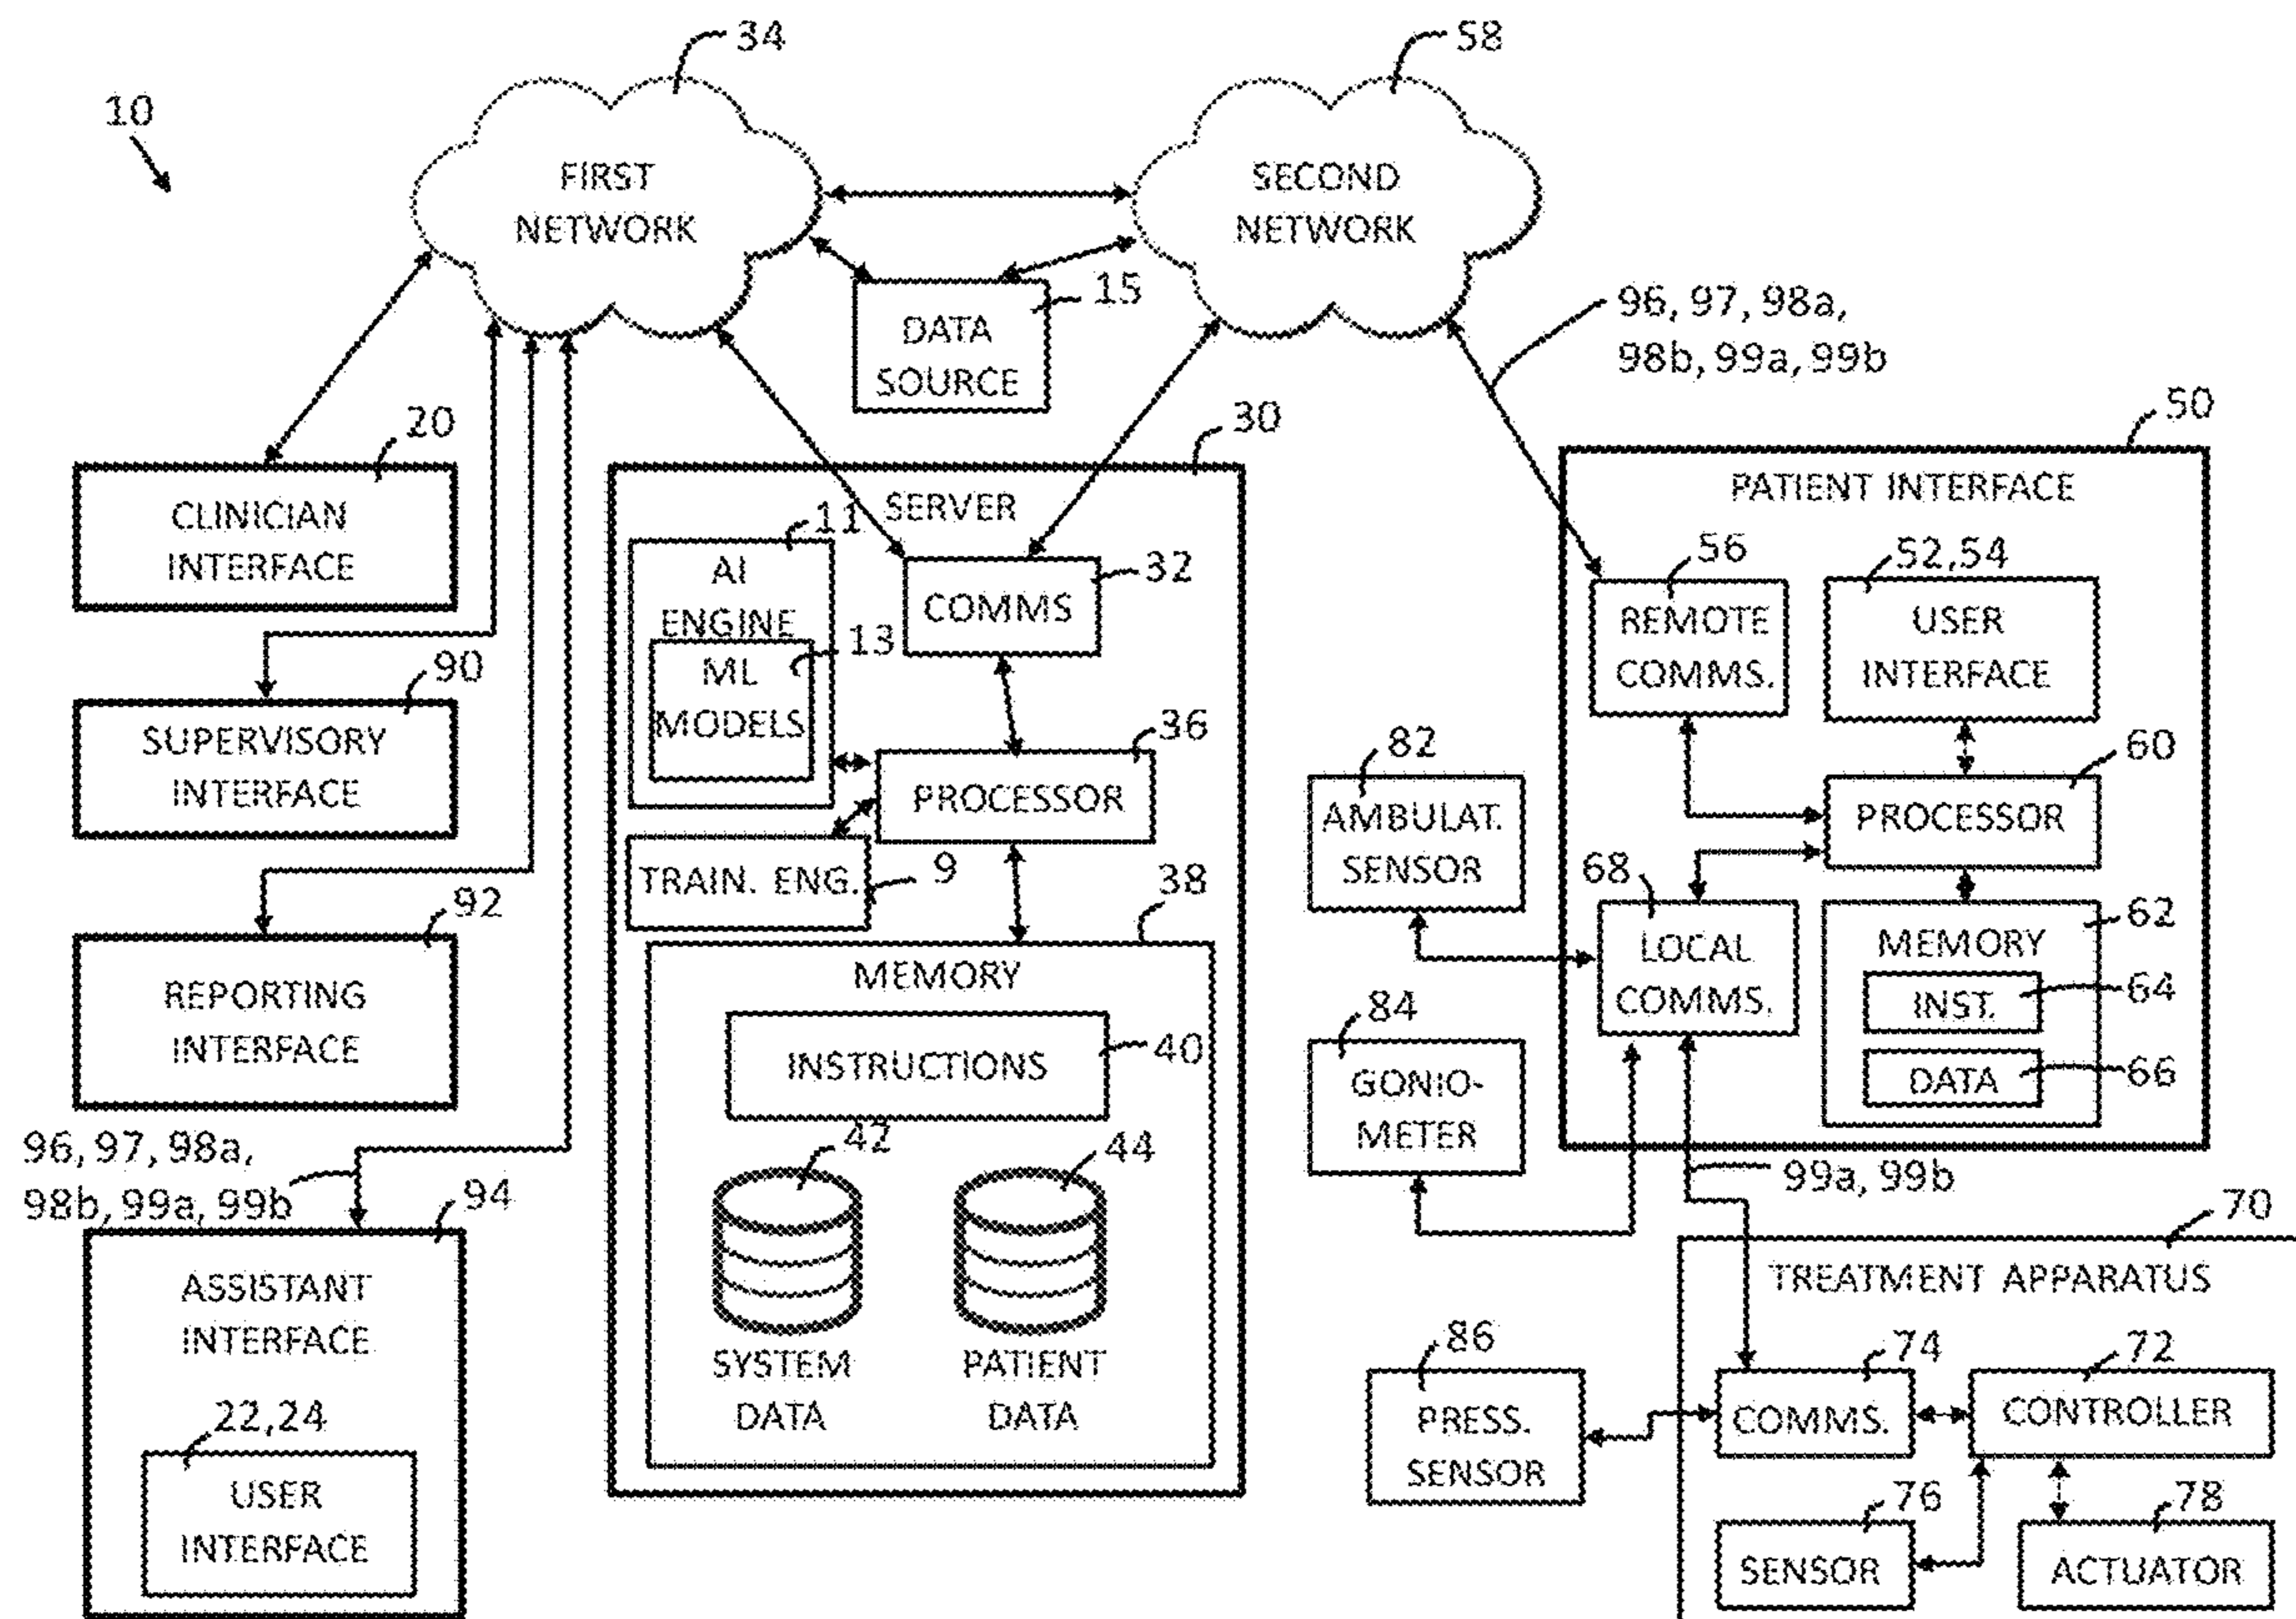 10
34
FIRST
NETWORK
58
SECOND
NETWORK
15
DATA
SOURCE
96, 97, 98a,
98b, 99a, 99b
20
CLINICIAN
INTERFACE
90
SUPERVISORY
INTERFACE
92
REPORTING
INTERFACE
96, 97, 98a,
98b, 99a, 99b
94
ASSISTANT
INTERFACE
22,24
USER
INTERFACE
30
SERVER
11
AI
ENGINE
13
ML
MODELS
32
COMMS
36
PROCESSOR
TRAIN. ENG.
9
38
MEMORY
INSTRUCTIONS
40
42
SYSTEM
DATA
44
PATIENT
DATA
50
PATIENT INTERFACE
56
REMOTE
COMMS.
52,54
USER
INTERFACE
60
PROCESSOR
68
LOCAL
COMMS.
62
MEMORY
INST.
64
DATA
66
82
AMBULAT.
SENSOR
84
GONIO-
METER
99a, 99b
70
TREATMENT APPARATUS
86
PRESS.
SENSOR
74
COMMS.
72
CONTROLLER
76
SENSOR
78
ACTUATOR